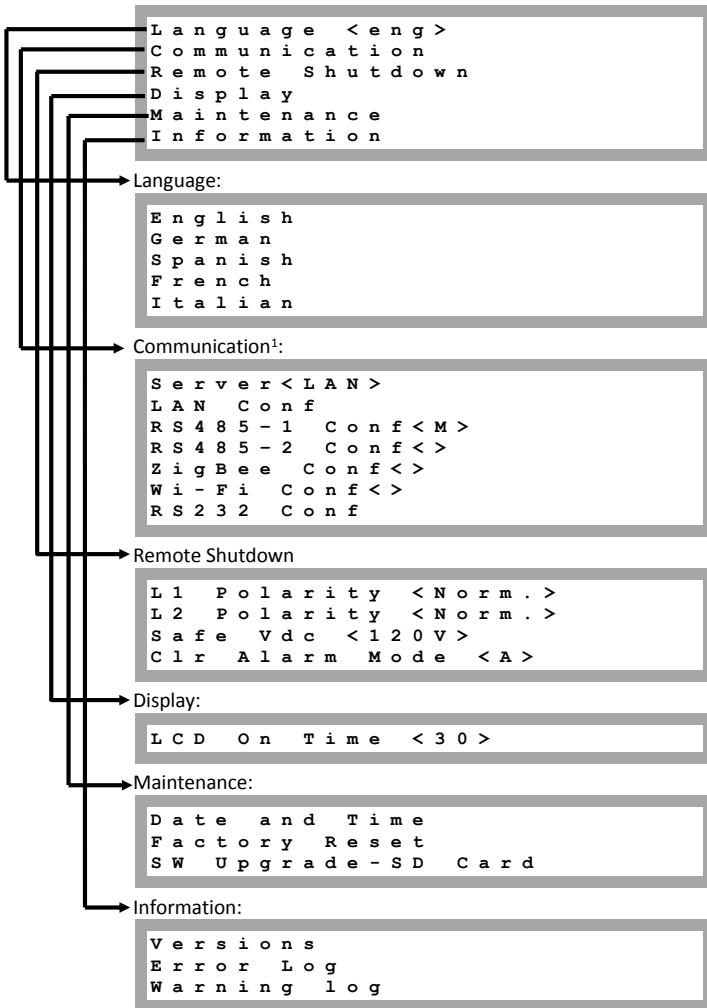 Language <eng>
Communication
Remote Shutdown
Display
Maintenance
Information
Language:
English
German
Spanish
French
Italian
Communication¹:
Server<LAN>
LAN Conf
RS485-1 Conf<M>
RS485-2 Conf<>
ZigBee Conf<>
Wi-Fi Conf<>
RS232 Conf
Remote Shutdown
L1 Polarity <Norm.>
L2 Polarity <Norm.>
Safe Vdc <120V>
Clr Alarm Mode <A>
Display:
LCD On Time <30>
Maintenance:
Date and Time
Factory Reset
SW Upgrade-SD Card
Information:
Versions
Error Log
Warning log